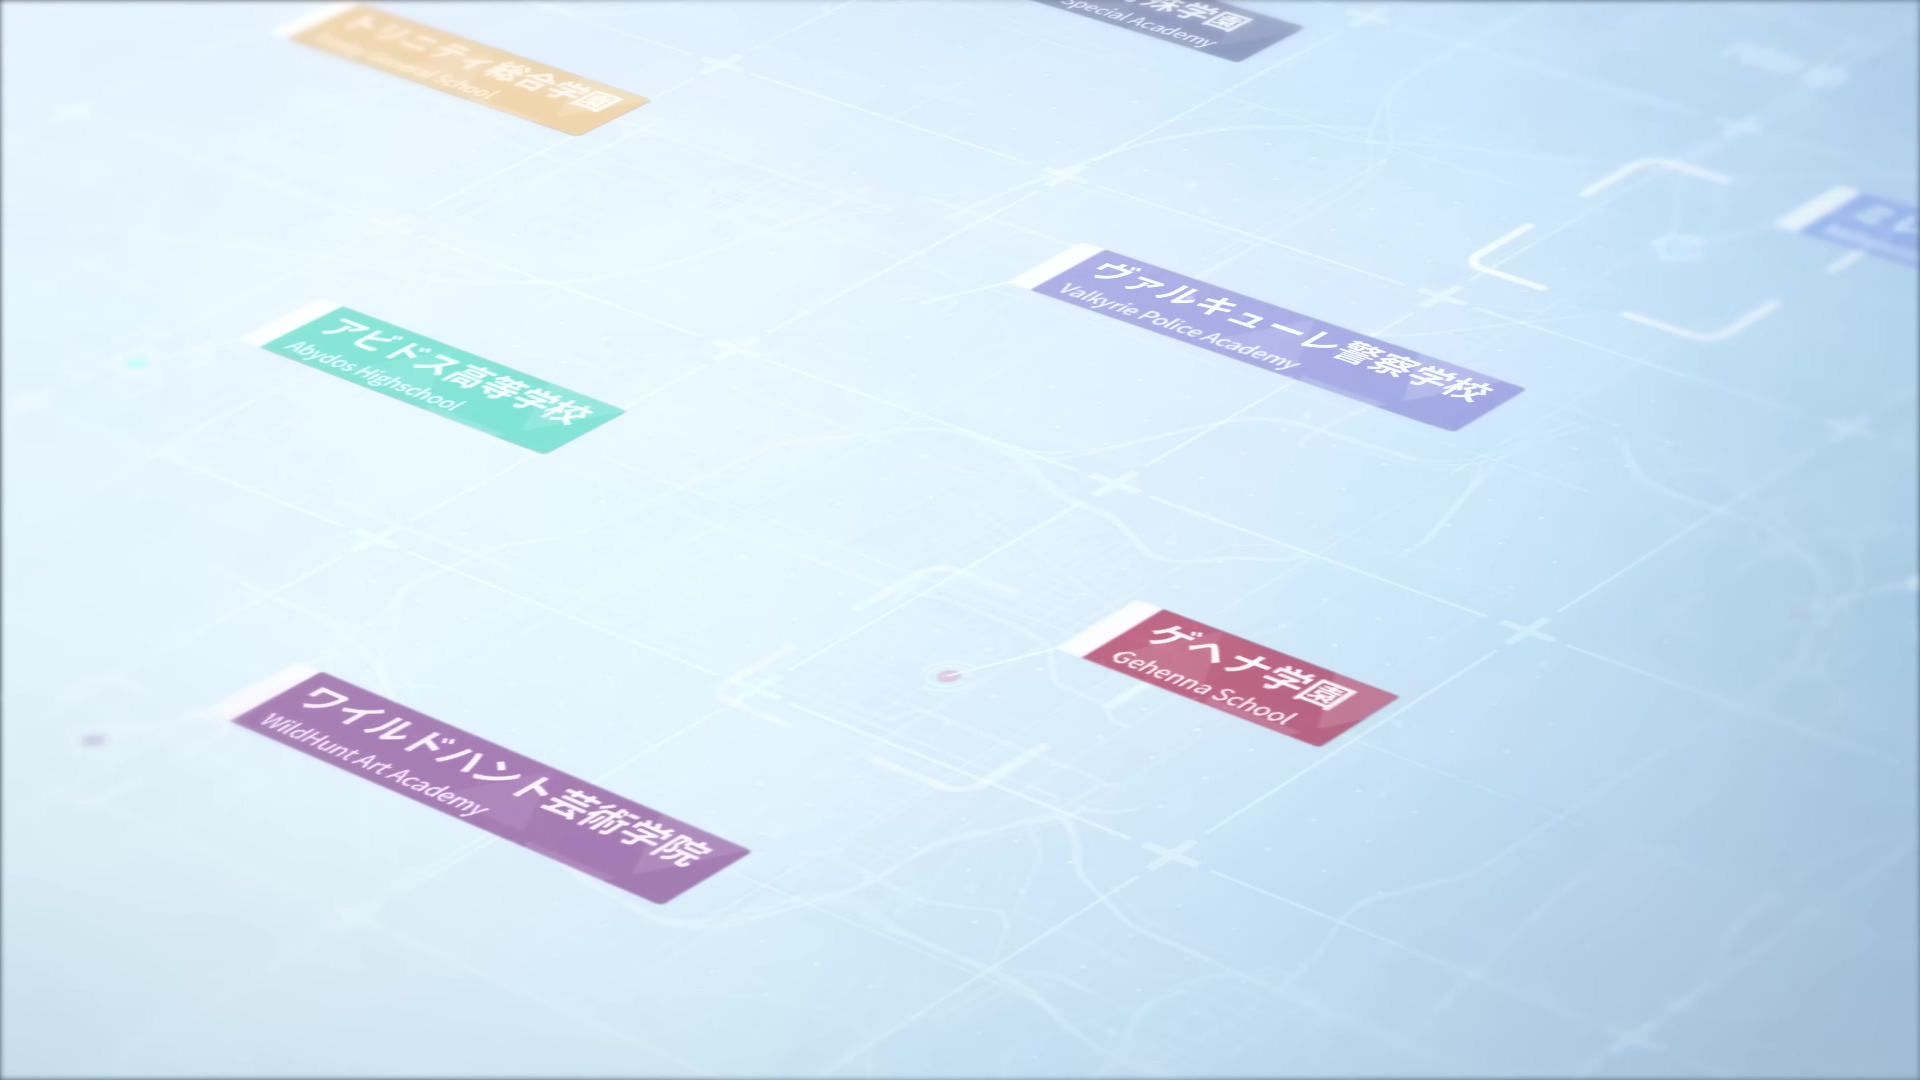 トリニティ総合学園
General School
殊学園
Special Academy
ヴァルキューレ警察学校
Valkyrie Police Academy
アビドス高等学校
Abydos Highschool
ゲヘナ学園
Gehenna School
ワイルドハント芸術学院
WildHunt Art Academy